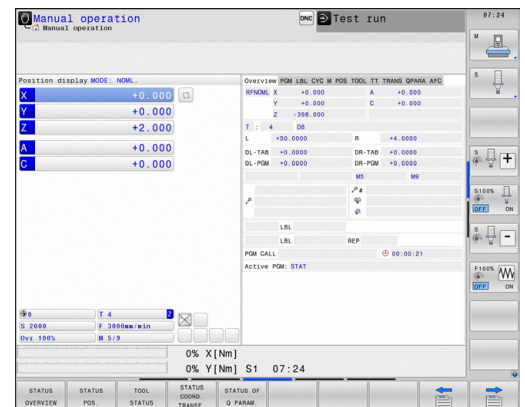 Manual operation
Manual operation
DNC
Test run
07:24
M
Position display MODE: NOML.
X +0.000
Y +0.000
Z +2.000
A +0.000
C +0.000
Overview PGM LBL CYC M POS TOOL TT TRANS QPARA AFC
RFNOML X +0.000 A +0.000
Y +0.000 C +0.000
Z -398.000
T : 4 D8
L +50.0000 R +4.0000
DL-TAB +0.0000 DR-TAB +0.0000
DL-PGM +0.0000 DR-PGM +0.0000
M5 M9
P P#
LBL
LBL REP
PGM CALL 00:00:21
Active PGM: STAT
0 T 4 Z
S 2000 F 3000mm/min
Ovr 100% M 5/9
0% X[Nm]
0% Y[Nm] S1 07:24
S
S +
S100%
OFF ON
S -
F100%
OFF ON
STATUS OVERVIEW
STATUS POS.
TOOL STATUS
STATUS COORD. TRANSF.
STATUS OF Q PARAM.